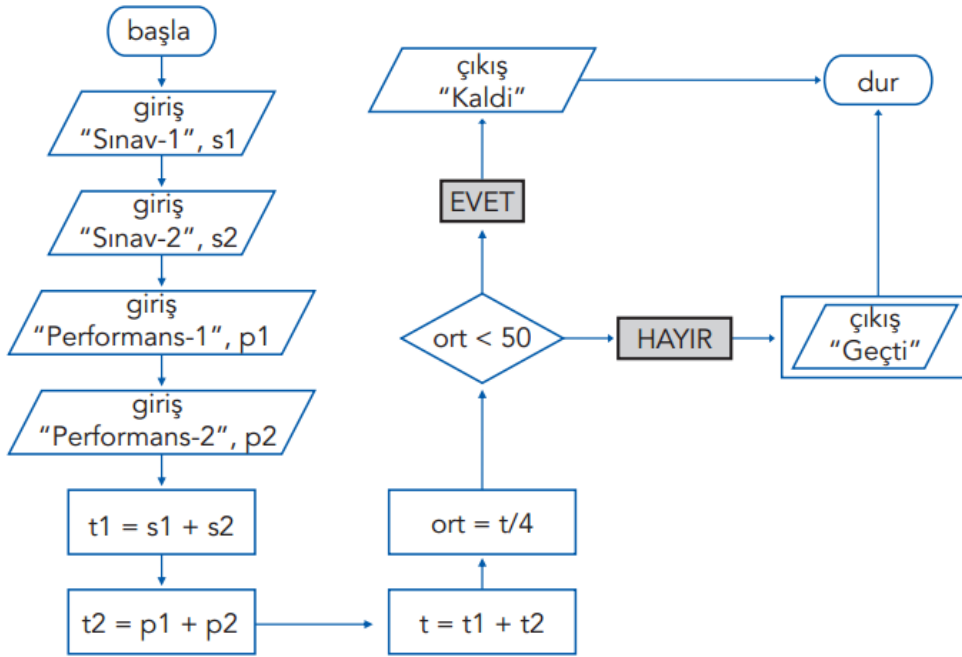 başla
giriş
"Sınav-1", s1
giriş
"Sınav-2", s2
giriş
"Performans-1", p1
giriş
"Performans-2", p2
t1 = s1 + s2
t2 = p1 + p2
t = t1 + t2
ort = t/4
ort < 50
EVET
çıkış
"Kaldi"
HAYIR
çıkış
"Geçti"
dur